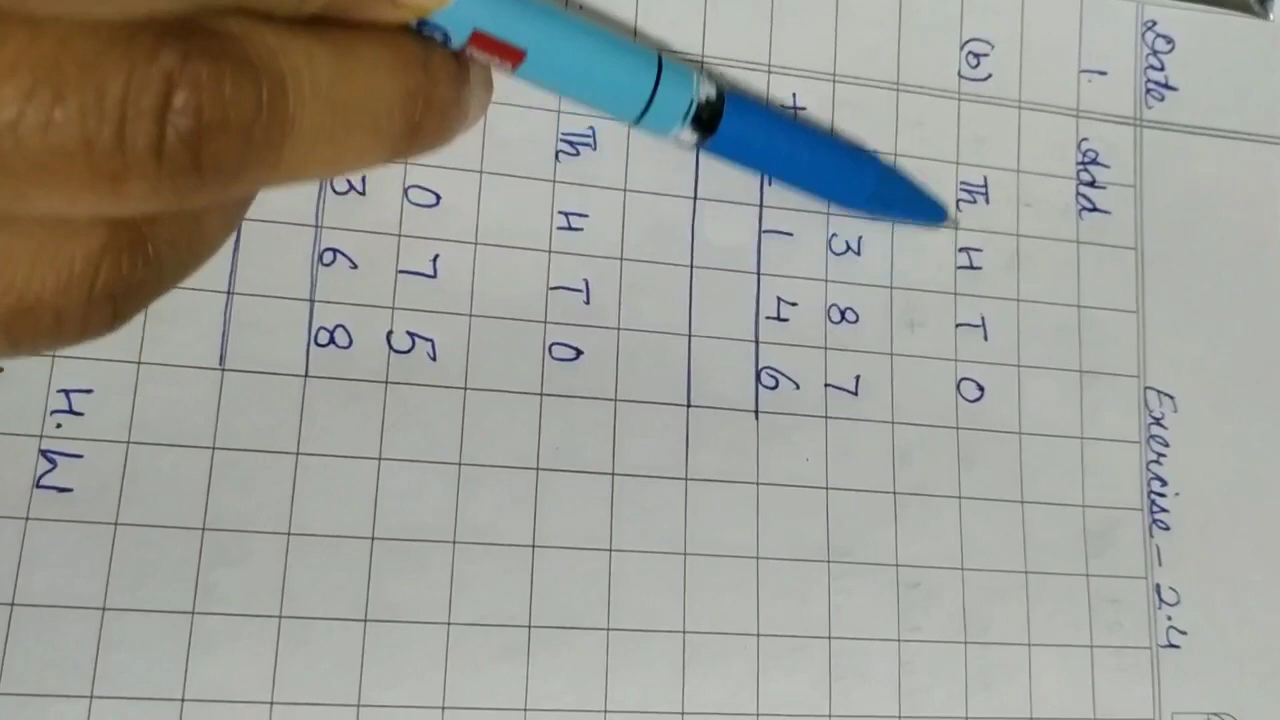 Date
Exercise - 2.4
1. Add
(b) Th H T O
3 8 7
+ 1 4 6
Th H T O
0 7 5
3 6 8
H.W